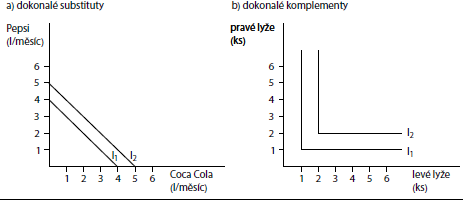 a) dokonalé substituty
Pepsi
(l/měsíc)
6
5
4
3
2
1
I1
I2
1 2 3 4 5 6
Coca Cola
(l/měsíc)
b) dokonalé komplementy
pravé lyže
(ks)
6
5
4
3
2
1
I2
I1
1 2 3 4 5 6
levé lyže
(ks)